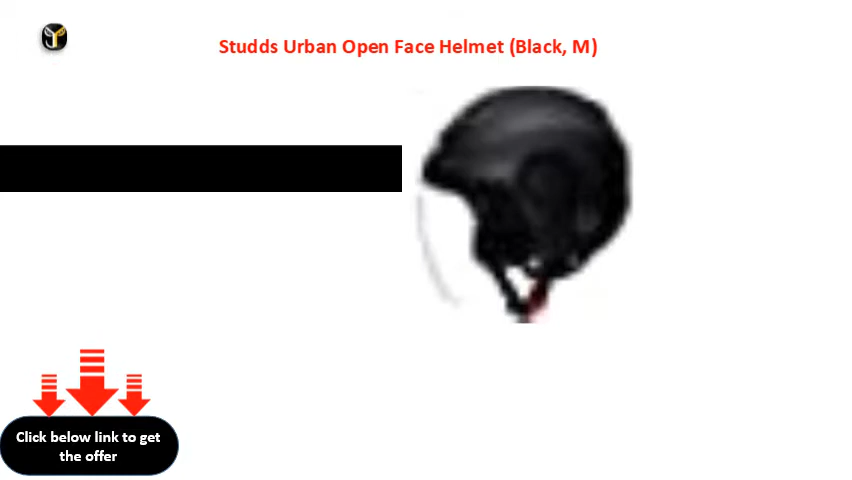 Studds Urban Open Face Helmet (Black, M)
Click below link to get
the offer